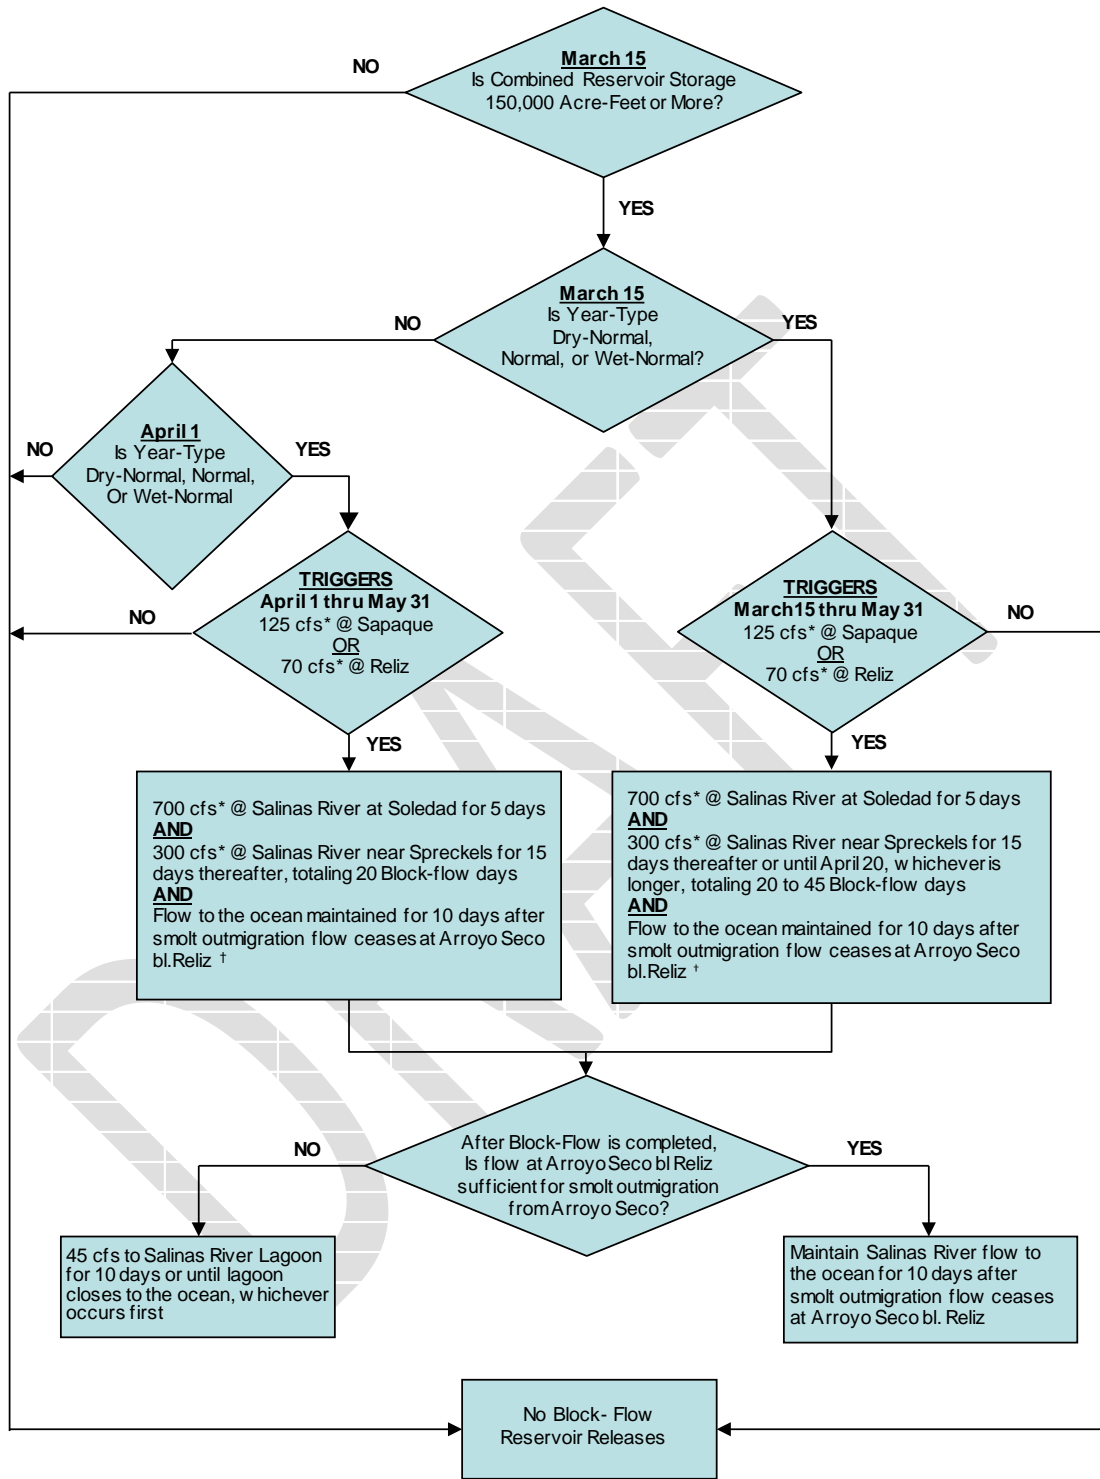 March 15
Is Combined Reservoir Storage
150,000 Acre-Feet or More?
NO
YES
March 15
Is Year-Type
Dry-Normal,
Normal, or Wet-Normal?
NO
YES
April 1
Is Year-Type
Dry-Normal, Normal,
Or Wet-Normal
NO
YES
TRIGGERS
April 1 thru May 31
125 cfs* @ Sapaque
OR
70 cfs* @ Reliz
NO
YES
TRIGGERS
March 15 thru May 31
125 cfs* @ Sapaque
OR
70 cfs* @ Reliz
NO
YES
700 cfs* @ Salinas River at Soledad for 5 days
AND
300 cfs* @ Salinas River near Spreckels for 15
days thereafter, totaling 20 Block-flow days
AND
Flow to the ocean maintained for 10 days after
smolt outmigration flow ceases at Arroyo Seco
bl.Reliz †
700 cfs* @ Salinas River at Soledad for 5 days
AND
300 cfs* @ Salinas River near Spreckels for 15
days thereafter or until April 20, whichever is
longer, totaling 20 to 45 Block-flow days
AND
Flow to the ocean maintained for 10 days after
smolt outmigration flow ceases at Arroyo Seco
bl.Reliz †
After Block-Flow is completed,
Is flow at Arroyo Seco bl Reliz
sufficient for smolt outmigration
from Arroyo Seco?
NO
YES
45 cfs to Salinas River Lagoon
for 10 days or until lagoon
closes to the ocean, whichever
occurs first
Maintain Salinas River flow to
the ocean for 10 days after
smolt outmigration flow ceases
at Arroyo Seco bl. Reliz
No Block- Flow
Reservoir Releases
DRAFT